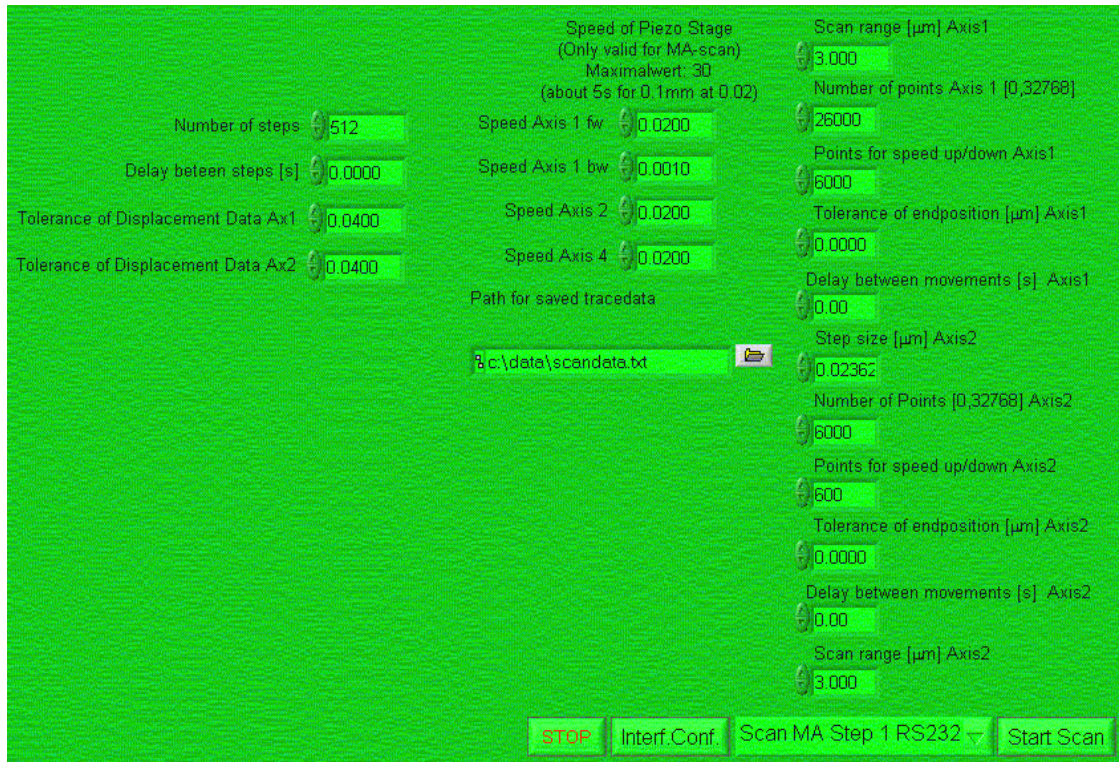 Number of steps 512
Delay beteen steps [s] 0.0000
Tolerance of Displacement Data Ax1 0.0400
Tolerance of Displacement Data Ax2 0.0400
Speed of Piezo Stage
(Only valid for MA-scan)
Maximalwert: 30
(about 5s for 0.1mm at 0.02)
Speed Axis 1 fw 0.0200
Speed Axis 1 bw 0.0010
Speed Axis 2 0.0200
Speed Axis 4 0.0200
Path for saved tracedata
c:\data\scandata.txt
Scan range [µm] Axis1
3.000
Number of points Axis 1 [0,32768]
26000
Points for speed up/down Axis1
6000
Tolerance of endposition [µm] Axis1
0.0000
Delay between movements [s] Axis1
0.00
Step size [µm] Axis2
0.02362
Number of Points [0,32768] Axis2
6000
Points for speed up/down Axis2
600
Tolerance of endposition [µm] Axis2
0.0000
Delay between movements [s] Axis2
0.00
Scan range [µm] Axis2
3.000
STOP Interf.Conf. Scan MA Step 1 RS232 Start Scan